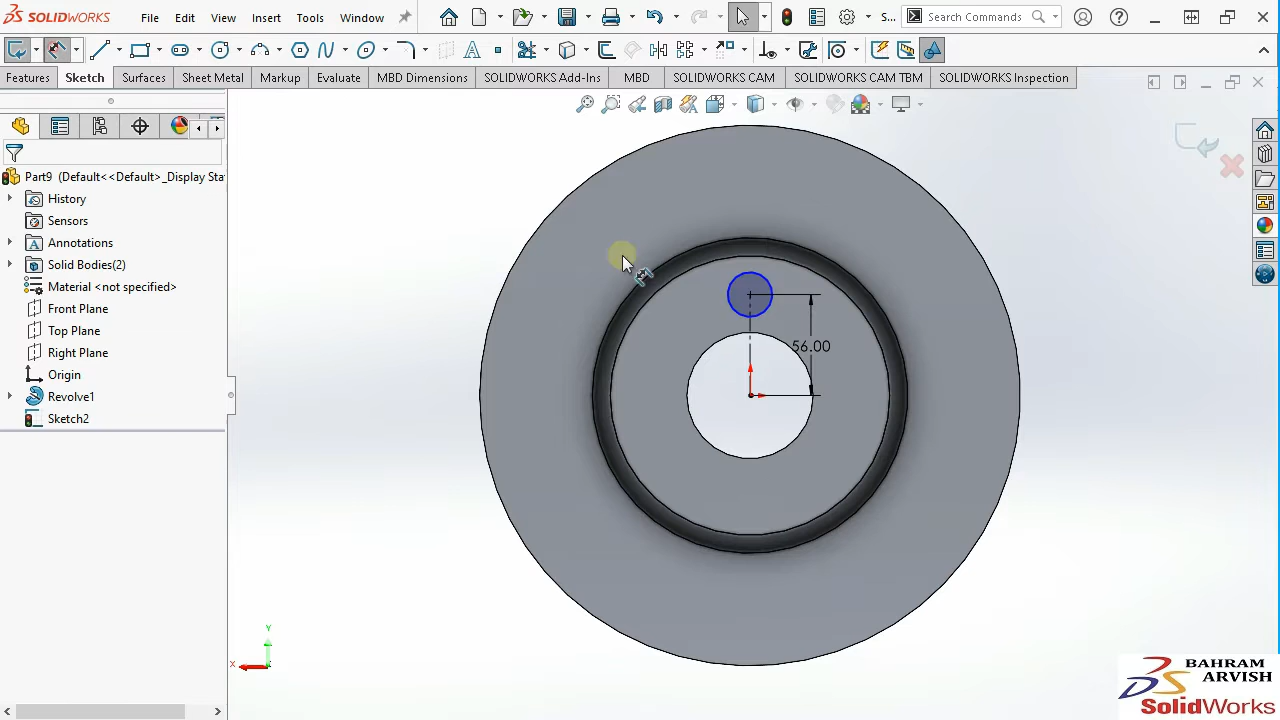 SOLIDWORKS File Edit View Insert Tools Window S... Search Commands
Features Sketch Surfaces Sheet Metal Markup Evaluate MBD Dimensions SOLIDWORKS Add-Ins MBD SOLIDWORKS CAM SOLIDWORKS CAM TBM SOLIDWORKS Inspection
Part9 (Default<<Default>_Display Sta
History
Sensors
Annotations
Solid Bodies(2)
Material <not specified>
Front Plane
Top Plane
Right Plane
Origin
Revolve1
Sketch2
56.00
Y
X
BAHRAM
ARVISH
SolidWorks